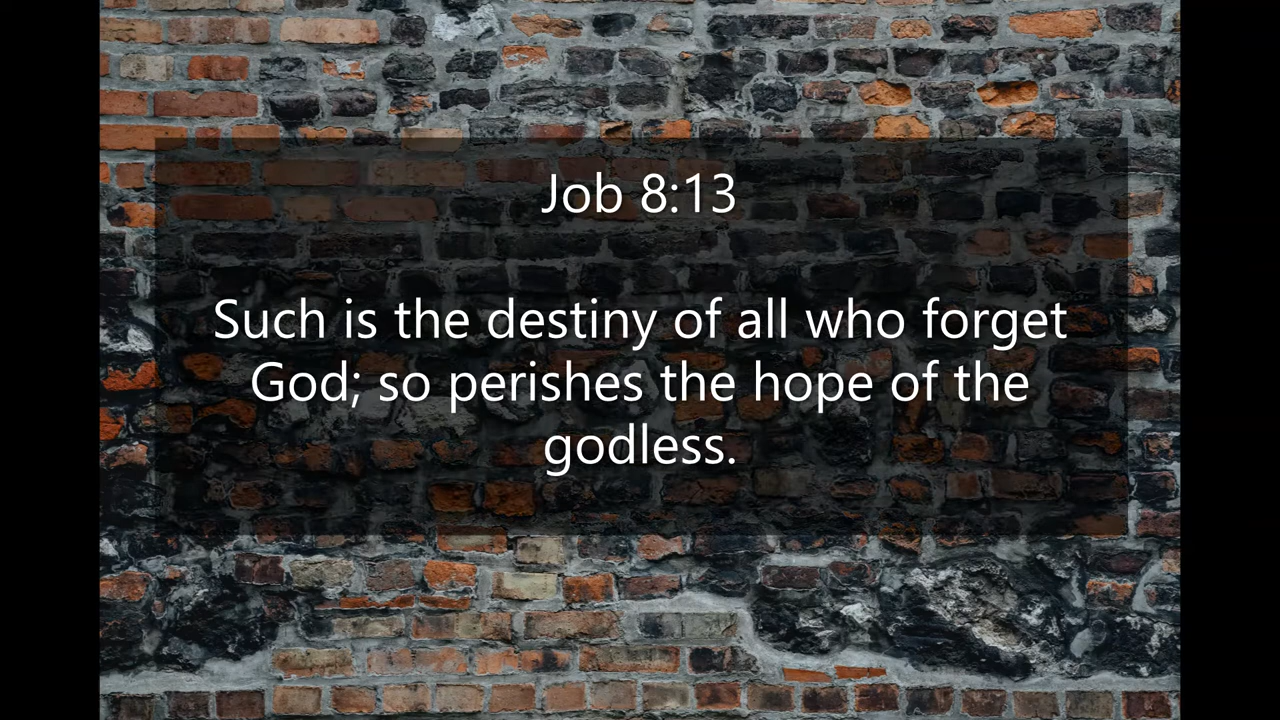 Job 8:13
Such is the destiny of all who forget
God; so perishes the hope of the
godless.